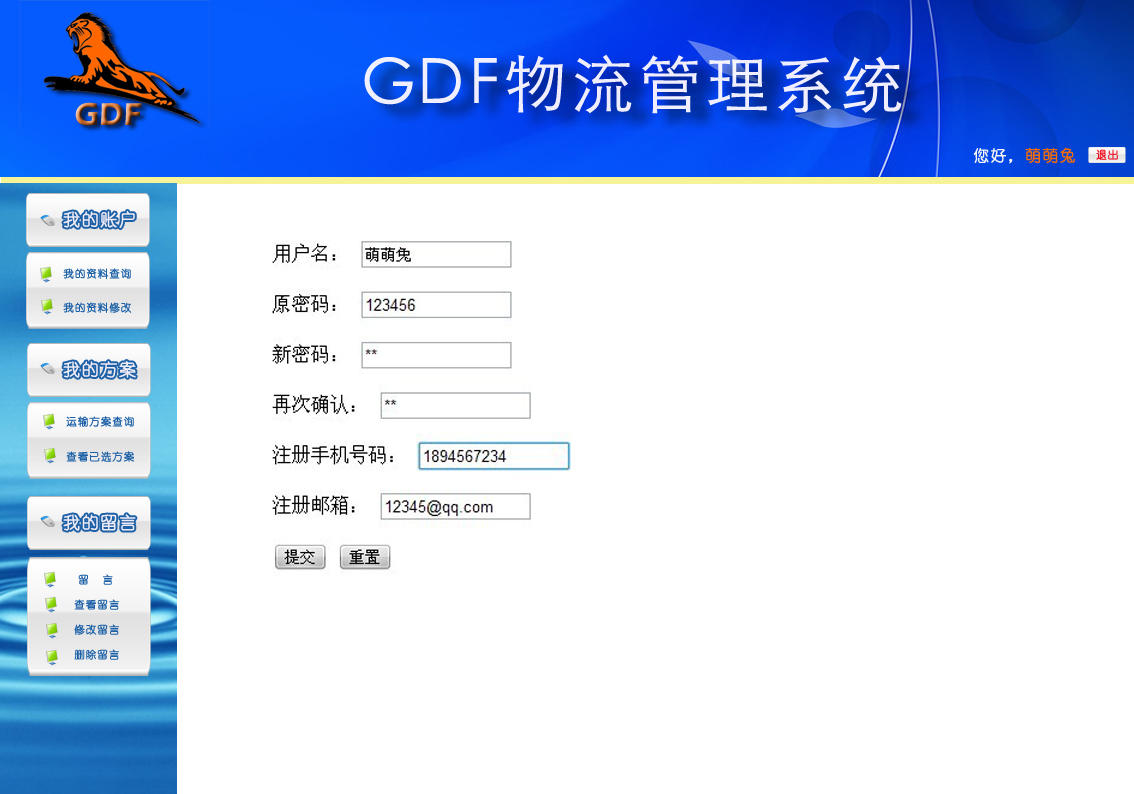 GDF
GDF物流管理系统
您好，萌萌兔 退出
我的账户
我的资料查询
我的资料修改
我的方案
运输方案查询
查看已选方案
我的留言
留 言
查看留言
修改留言
删除留言
用户名： 萌萌兔
原密码： 123456
新密码： **
再次确认： **
注册手机号码： 1894567234
注册邮箱： 12345@qq.com
提交 重置